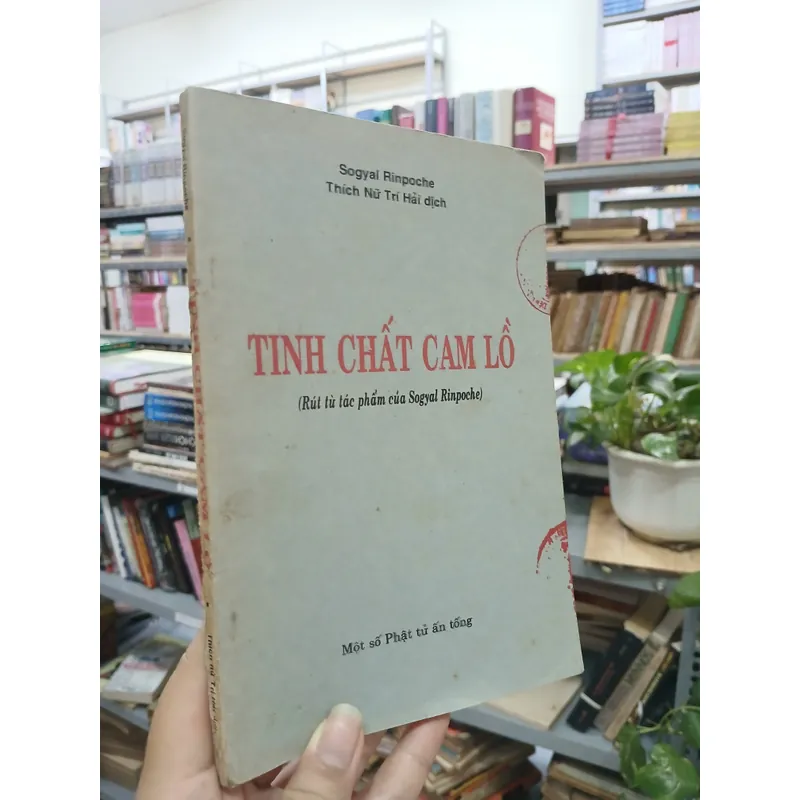 Sogyal Rinpoche
Thích Nữ Trí Hải dịch
TINH CHẤT CAM LỒ
(Rút từ tác phẩm của Sogyal Rinpoche)
Một số Phật tử ấn tống